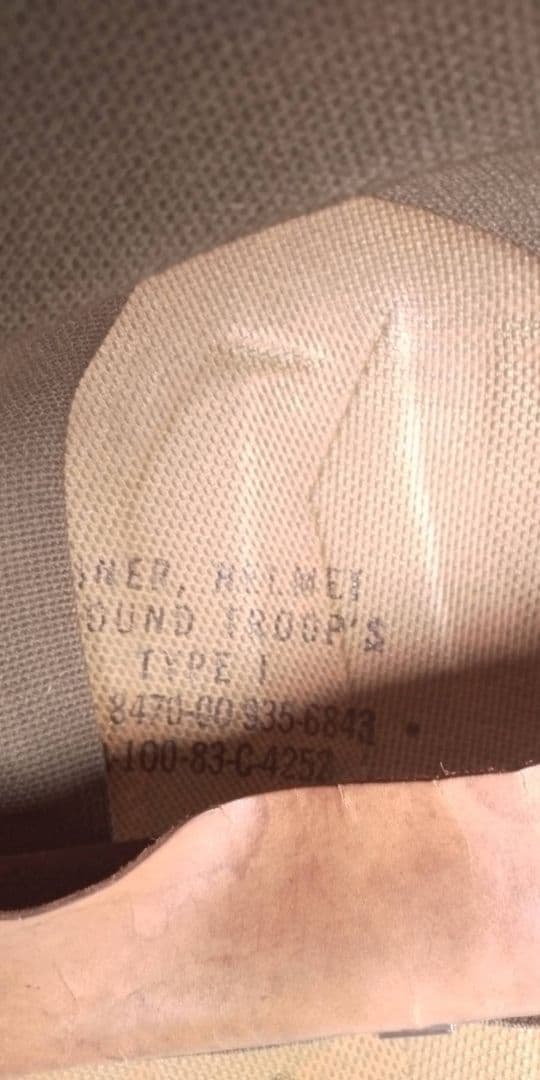 NER, HELMET
OUND TROOP'S
TYPE I
8470-00-935-6843
100-83-C-4252